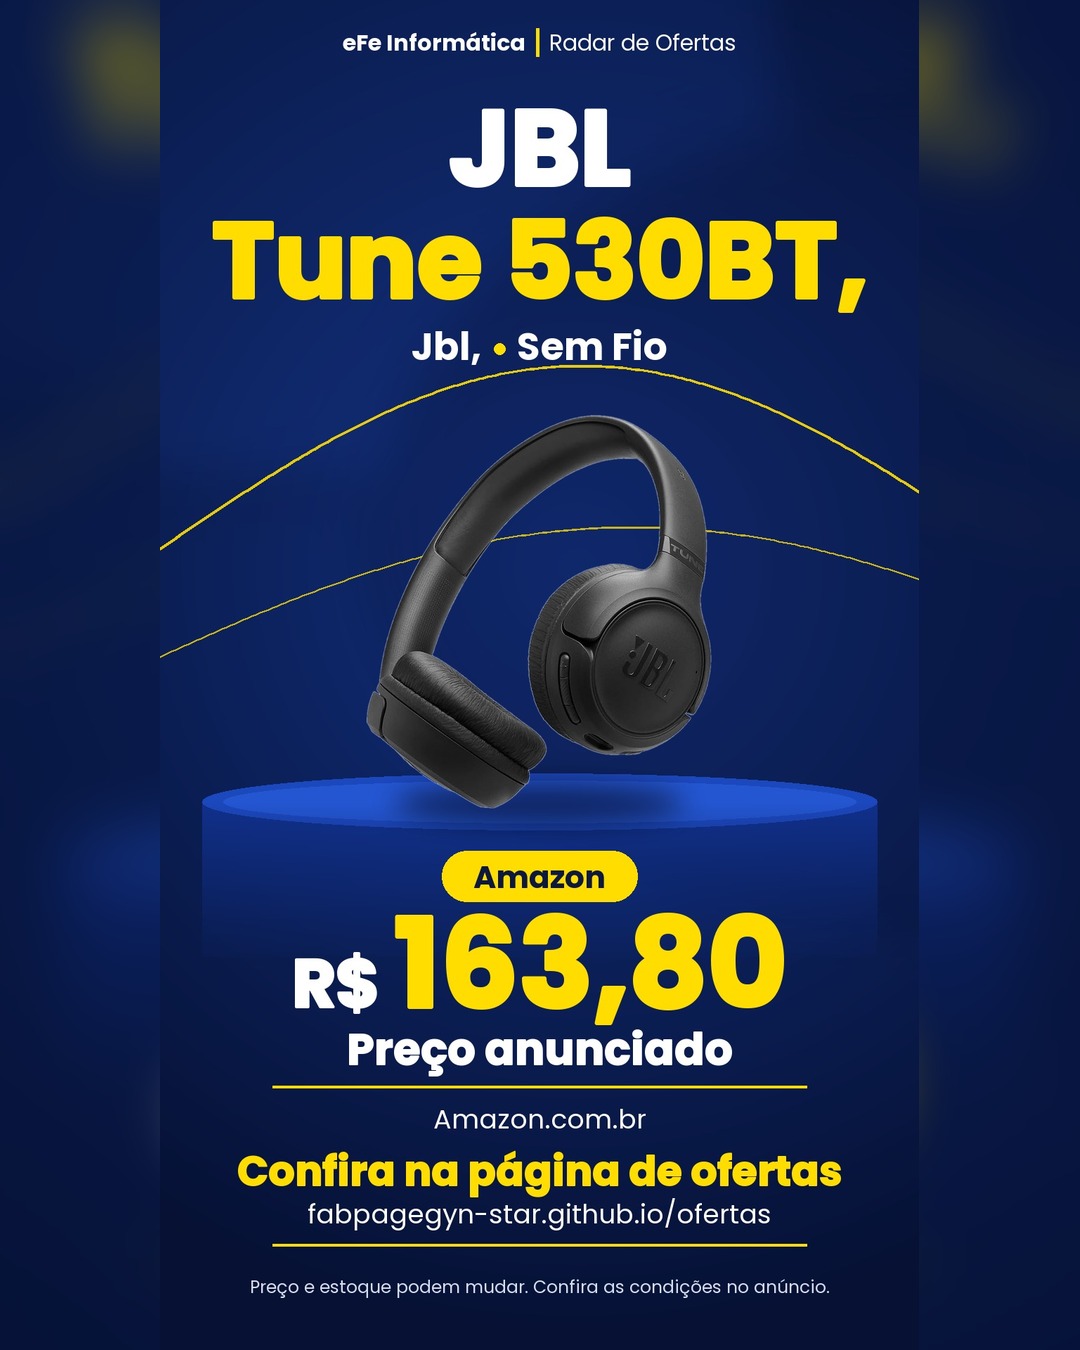 eFe Informática | Radar de Ofertas
JBL
Tune 530BT,
Jbl, • Sem Fio
TUNE
JBL
Amazon
R$ 163,80
Preço anunciado
Amazon.com.br
Confira na página de ofertas
fabpagegyn-star.github.io/ofertas
Preço e estoque podem mudar. Confira as condições no anúncio.